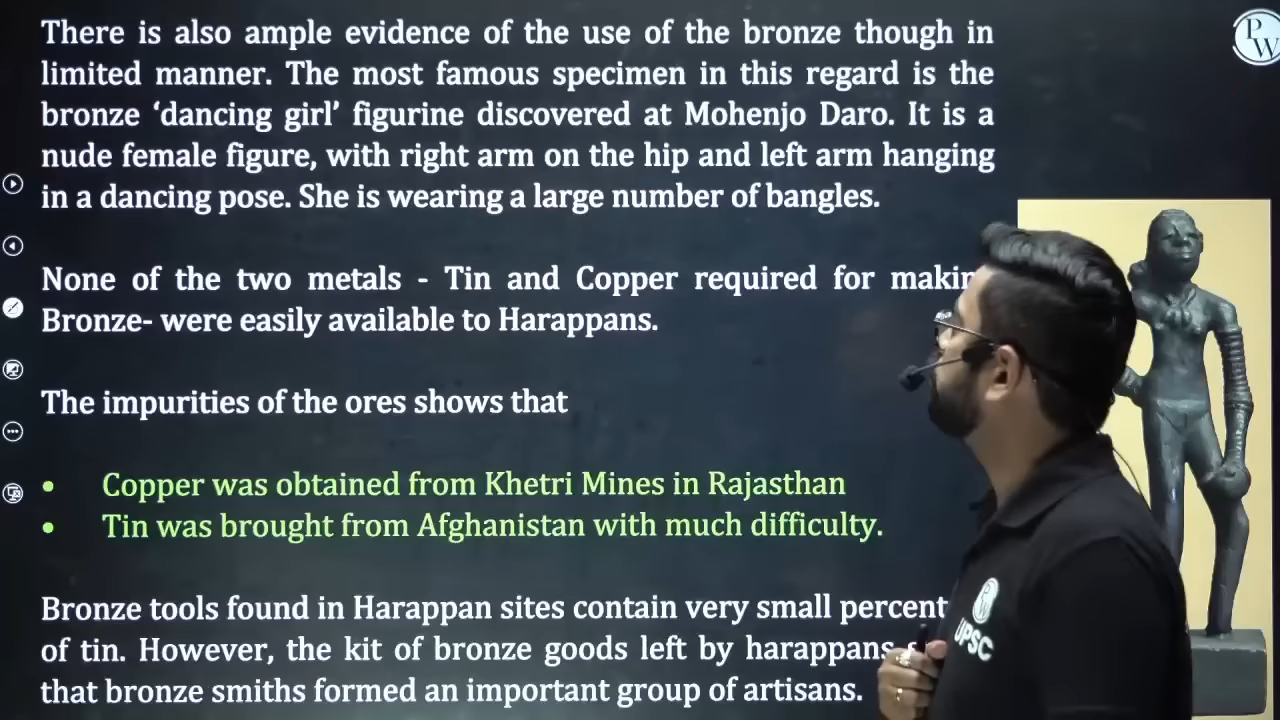 There is also ample evidence of the use of the bronze though in
limited manner. The most famous specimen in this regard is the
bronze ‘dancing girl’ figurine discovered at Mohenjo Daro. It is a
nude female figure, with right arm on the hip and left arm hanging
in a dancing pose. She is wearing a large number of bangles.
None of the two metals - Tin and Copper required for makin
Bronze- were easily available to Harappans.
The impurities of the ores shows that
• Copper was obtained from Khetri Mines in Rajasthan
• Tin was brought from Afghanistan with much difficulty.
Bronze tools found in Harappan sites contain very small percent
of tin. However, the kit of bronze goods left by harappans
that bronze smiths formed an important group of artisans.
PW
PW
UPSC